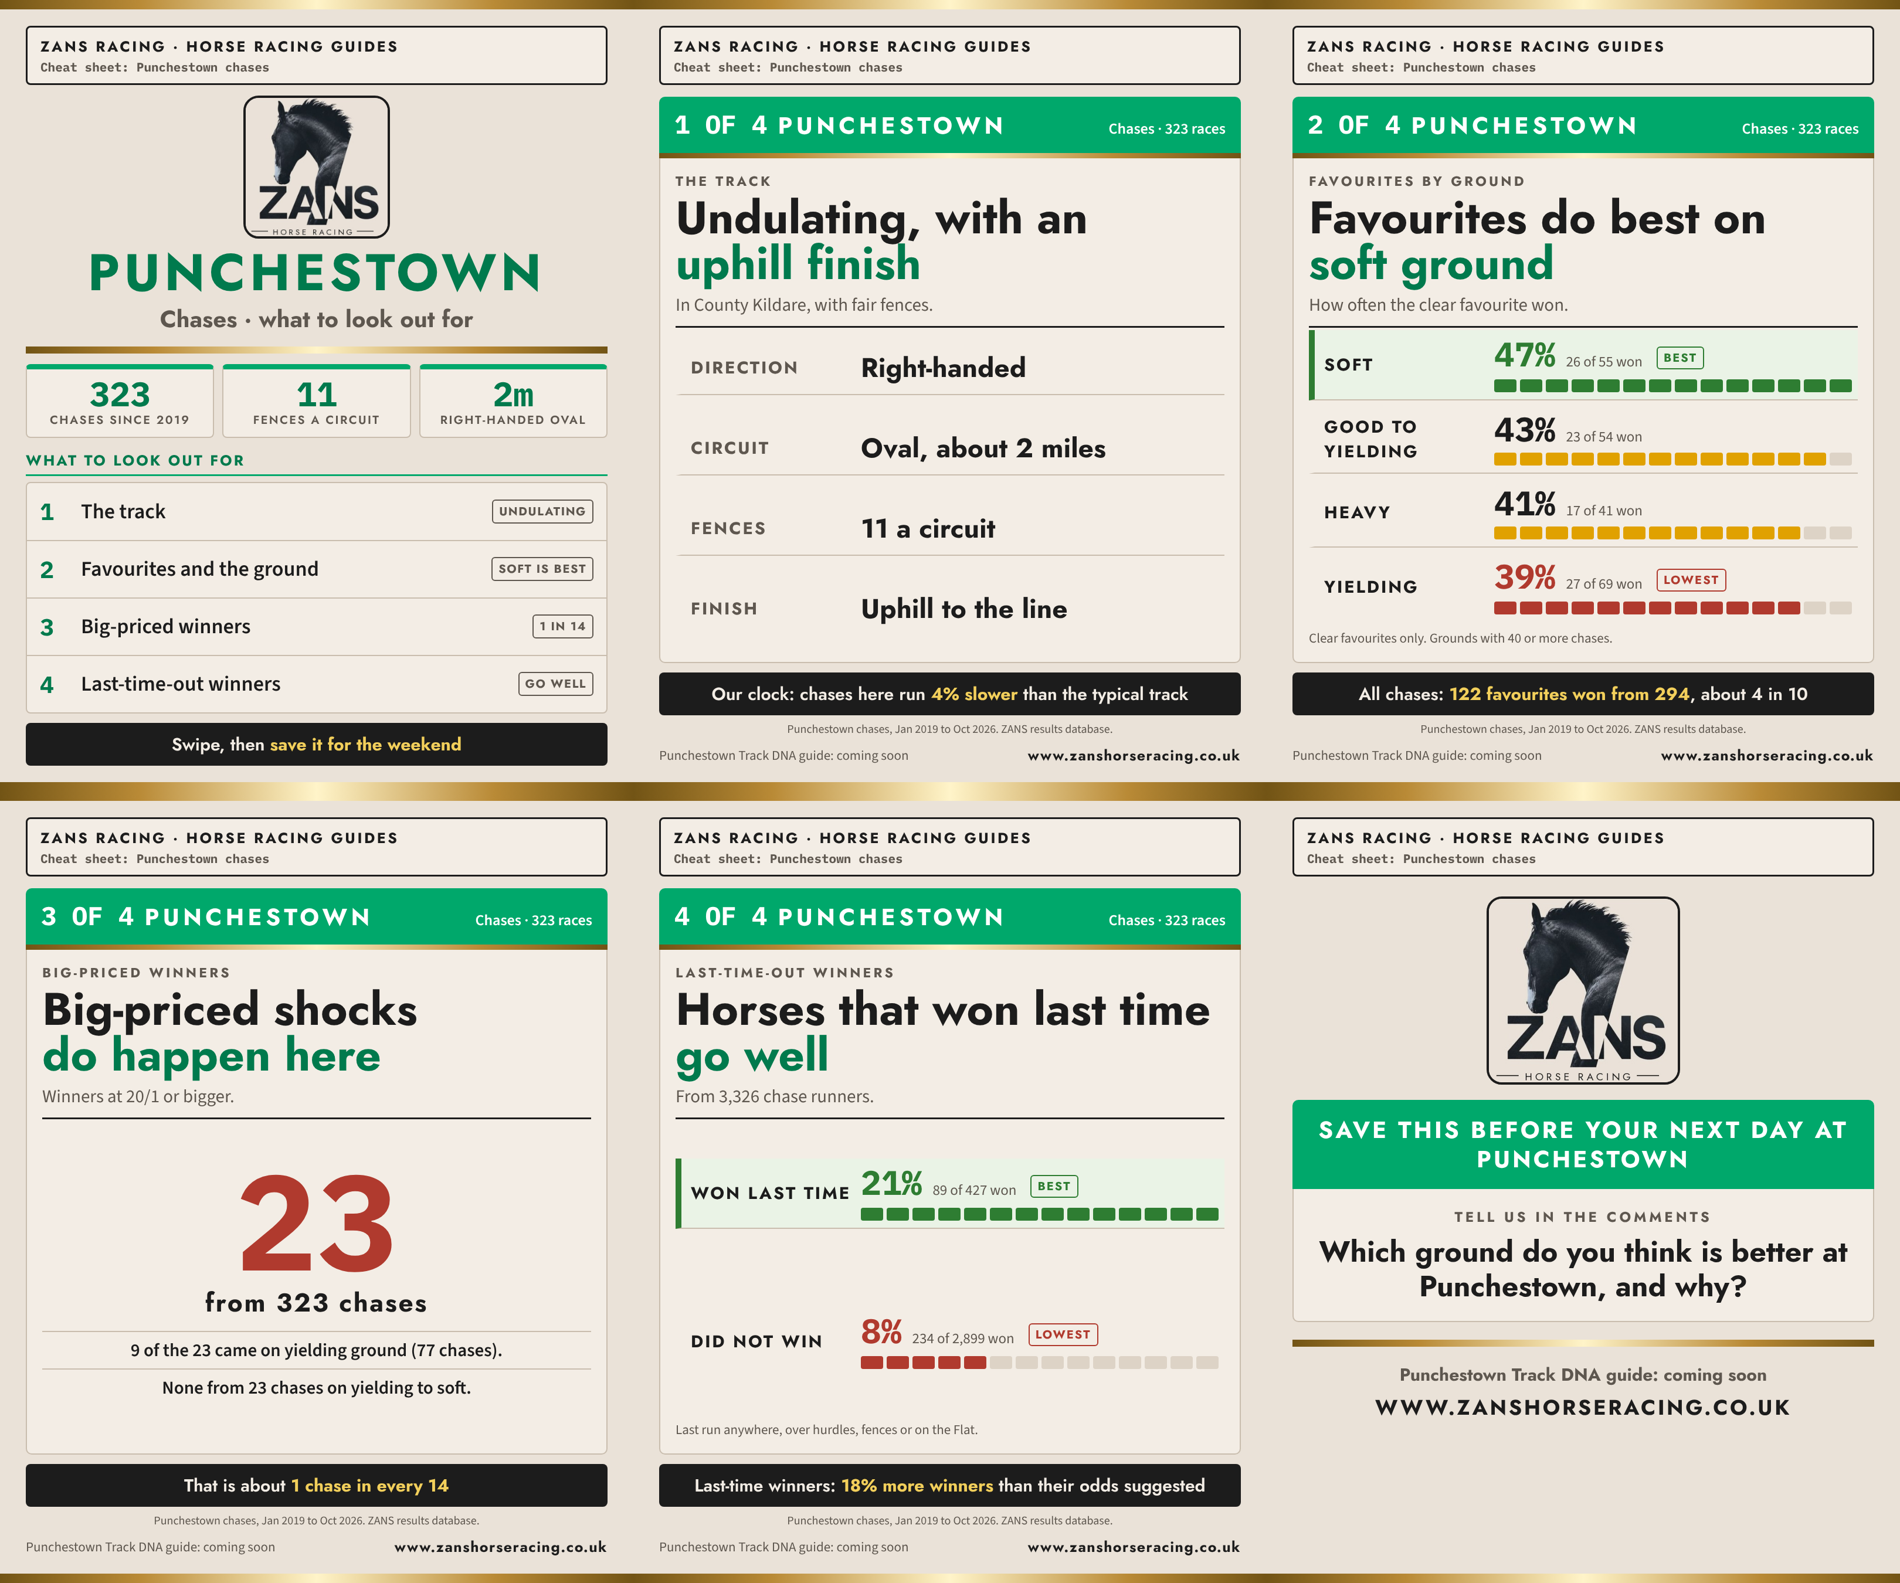 ZANS RACING · HORSE RACING GUIDES
Cheat sheet: Punchestown chases
ZANS
HORSE RACING
PUNCHESTOWN
Chases · what to look out for
323
CHASES SINCE 2019
11
FENCES A CIRCUIT
2m
RIGHT-HANDED OVAL
WHAT TO LOOK OUT FOR
1 The track UNDULATING
2 Favourites and the ground SOFT IS BEST
3 Big-priced winners 1 IN 14
4 Last-time-out winners GO WELL
Swipe, then save it for the weekend
ZANS RACING · HORSE RACING GUIDES
Cheat sheet: Punchestown chases
1 OF 4 PUNCHESTOWN Chases · 323 races
THE TRACK
Undulating, with an
uphill finish
In County Kildare, with fair fences.
DIRECTION Right-handed
CIRCUIT Oval, about 2 miles
FENCES 11 a circuit
FINISH Uphill to the line
Our clock: chases here run 4% slower than the typical track
Punchestown chases, Jan 2019 to Oct 2026. ZANS results database.
Punchestown Track DNA guide: coming soon www.zanshorseracing.co.uk
ZANS RACING · HORSE RACING GUIDES
Cheat sheet: Punchestown chases
2 OF 4 PUNCHESTOWN Chases · 323 races
FAVOURITES BY GROUND
Favourites do best on
soft ground
How often the clear favourite won.
SOFT 47% 26 of 55 won BEST
GOOD TO
YIELDING
43% 23 of 54 won
HEAVY 41% 17 of 41 won
YIELDING 39% 27 of 69 won LOWEST
Clear favourites only. Grounds with 40 or more chases.
All chases: 122 favourites won from 294, about 4 in 10
Punchestown chases, Jan 2019 to Oct 2026. ZANS results database.
Punchestown Track DNA guide: coming soon www.zanshorseracing.co.uk
ZANS RACING · HORSE RACING GUIDES
Cheat sheet: Punchestown chases
3 OF 4 PUNCHESTOWN Chases · 323 races
BIG-PRICED WINNERS
Big-priced shocks
do happen here
Winners at 20/1 or bigger.
23
from 323 chases
9 of the 23 came on yielding ground (77 chases).
None from 23 chases on yielding to soft.
That is about 1 chase in every 14
Punchestown chases, Jan 2019 to Oct 2026. ZANS results database.
Punchestown Track DNA guide: coming soon www.zanshorseracing.co.uk
ZANS RACING · HORSE RACING GUIDES
Cheat sheet: Punchestown chases
4 OF 4 PUNCHESTOWN Chases · 323 races
LAST-TIME-OUT WINNERS
Horses that won last time
go well
From 3,326 chase runners.
WON LAST TIME 21% 89 of 427 won BEST
DID NOT WIN 8% 234 of 2,899 won LOWEST
Last run anywhere, over hurdles, fences or on the Flat.
Last-time winners: 18% more winners than their odds suggested
Punchestown chases, Jan 2019 to Oct 2026. ZANS results database.
Punchestown Track DNA guide: coming soon www.zanshorseracing.co.uk
ZANS RACING · HORSE RACING GUIDES
Cheat sheet: Punchestown chases
ZANS
HORSE RACING
SAVE THIS BEFORE YOUR NEXT DAY AT
PUNCHESTOWN
TELL US IN THE COMMENTS
Which ground do you think is better at
Punchestown, and why?
Punchestown Track DNA guide: coming soon
WWW.ZANSHORSERACING.CO.UK